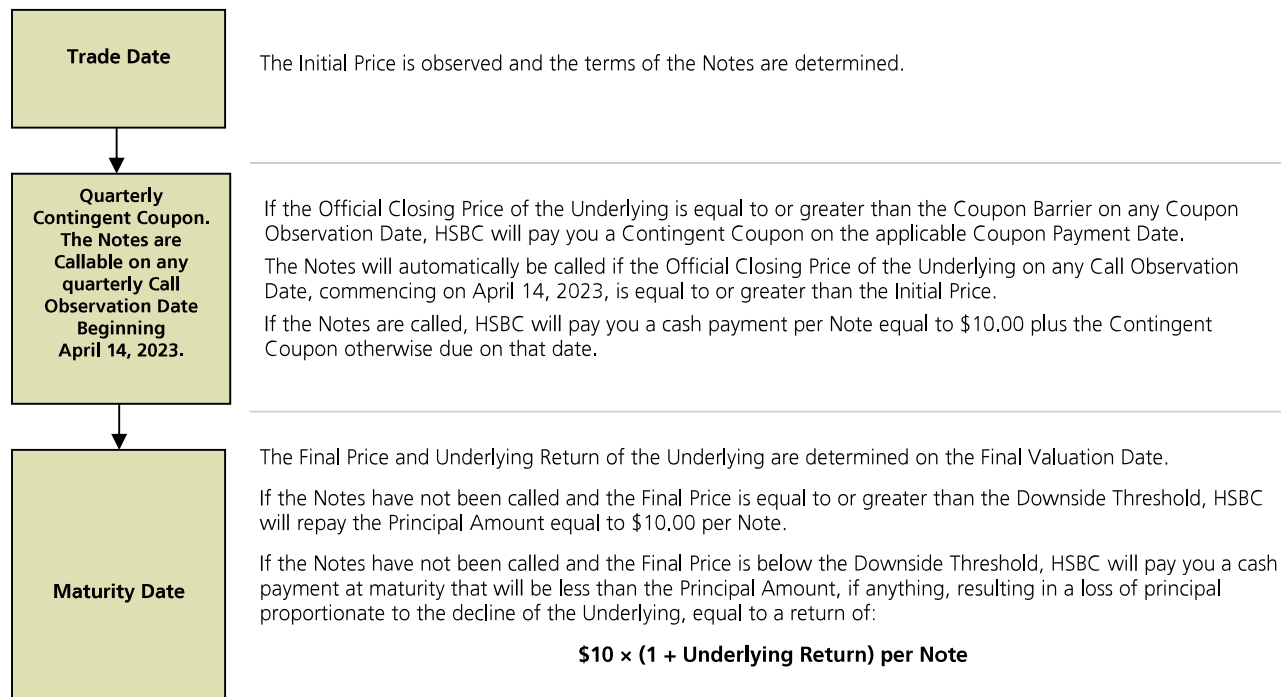 Trade Date
The Initial Price is observed and the terms of the Notes are determined.
Quarterly
Contingent Coupon.
The Notes are
Callable on any
quarterly Call
Observation Date
Beginning
April 14, 2023.
If the Official Closing Price of the Underlying is equal to or greater than the Coupon Barrier on any Coupon
Observation Date, HSBC will pay you a Contingent Coupon on the applicable Coupon Payment Date.
The Notes will automatically be called if the Official Closing Price of the Underlying on any Call Observation
Date, commencing on April 14, 2023, is equal to or greater than the Initial Price.
If the Notes are called, HSBC will pay you a cash payment per Note equal to $10.00 plus the Contingent
Coupon otherwise due on that date.
Maturity Date
The Final Price and Underlying Return of the Underlying are determined on the Final Valuation Date.
If the Notes have not been called and the Final Price is equal to or greater than the Downside Threshold, HSBC
will repay the Principal Amount equal to $10.00 per Note.
If the Notes have not been called and the Final Price is below the Downside Threshold, HSBC will pay you a cash
payment at maturity that will be less than the Principal Amount, if anything, resulting in a loss of principal
proportionate to the decline of the Underlying, equal to a return of:
$10 × (1 + Underlying Return) per Note